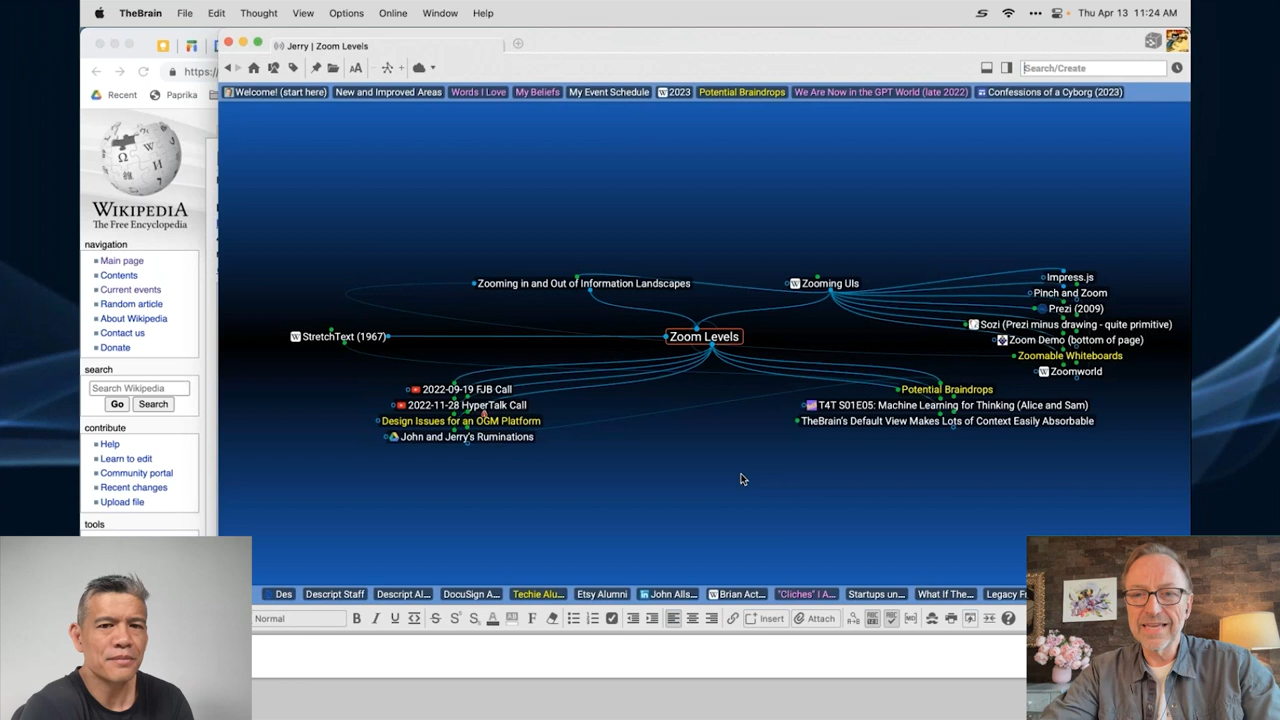 TheBrain File Edit Thought View Options Online Window Help Thu Apr 13 11:24 AM
Jerry | Zoom Levels
https:/
Search/Create
Recent Paprika
Welcome! (start here) New and Improved Areas Words I Love My Beliefs My Event Schedule 2023 Potential Braindrops We Are Now in the GPT World (late 2022) Confessions of a Cyborg (2023)
WIKIPEDIA
The Free Encyclopedia
navigation
Main page
Contents
Current events
Random article
About Wikipedia
Contact us
Donate
search
Search Wikipedia
Go Search
contribute
Help
Learn to edit
Community portal
Recent changes
Upload file
tools
Zooming in and Out of Information Landscapes
Zooming UIs
Impress.js
Pinch and Zoom
Prezi (2009)
Sozi (Prezi minus drawing - quite primitive)
Zoom Demo (bottom of page)
Zoomable Whiteboards
Zoomworld
StretchText (1967)
Zoom Levels
2022-09-19 FJB Call
2022-11-28 HyperTalk Call
Design Issues for an OGM Platform
John and Jerry's Ruminations
Potential Braindrops
T4T S01E05: Machine Learning for Thinking (Alice and Sam)
TheBrain's Default View Makes Lots of Context Easily Absorbable
Des Descript Staff Descript Al... DocuSign A... Techie Alu... Etsy Alumni John Alls... Brian Act... "Cliches" I A... Startups un... What If The... Legacy Fr
Normal B I U S S S A F Insert Attach